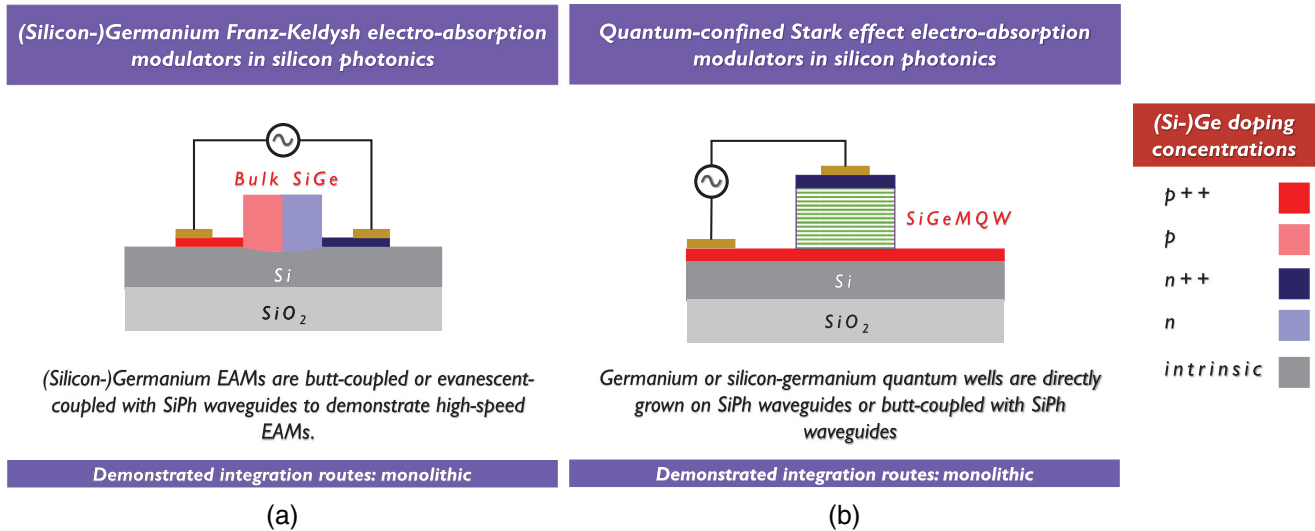 (Silicon-)Germanium Franz-Keldysh electro-absorption
modulators in silicon photonics
Bulk SiGe
Si
SiO2
(Silicon-)Germanium EAMs are butt-coupled or evanescent-
coupled with SiPh waveguides to demonstrate high-speed
EAMs.
Demonstrated integration routes: monolithic
(a)
Quantum-confined Stark effect electro-absorption
modulators in silicon photonics
SiGeMQW
Si
SiO2
Germanium or silicon-germanium quantum wells are directly
grown on SiPh waveguides or butt-coupled with SiPh
waveguides
Demonstrated integration routes: monolithic
(b)
(Si-)Ge doping
concentrations
p++
p
n++
n
intrinsic